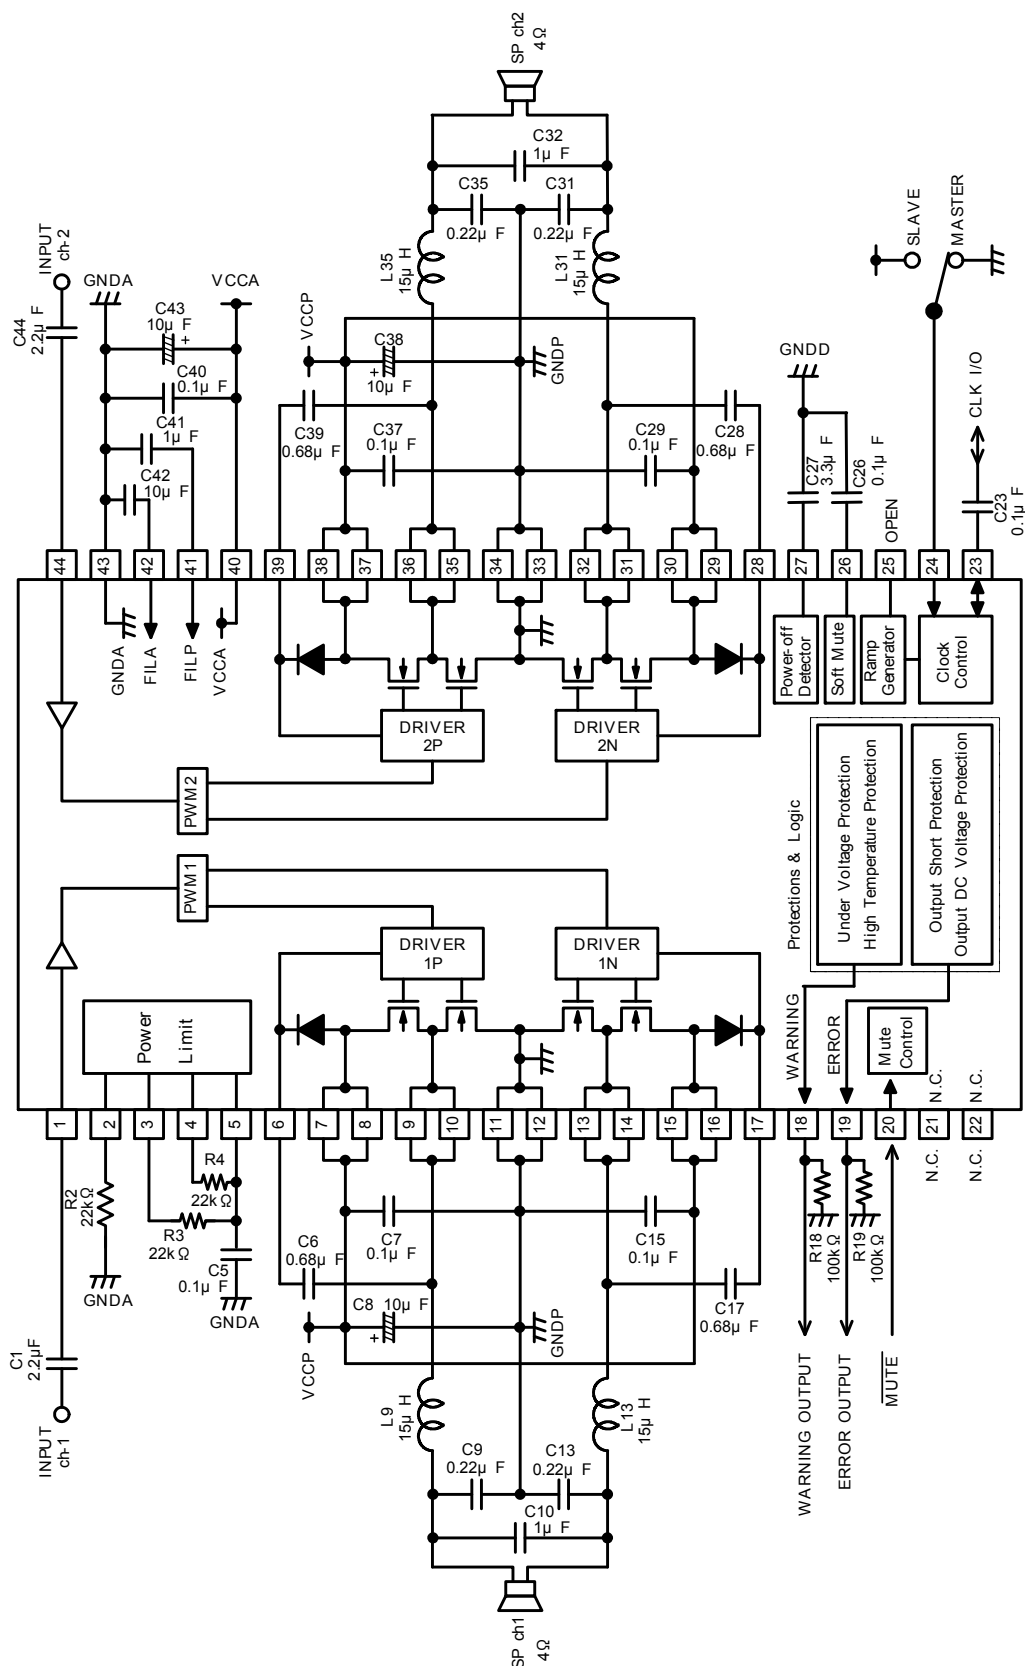 SP ch2
4Ω
C32
1μ F
C35
0.22μ F
C31
0.22μ F
L35
15μ H
L31
15μ H
INPUT
ch-2
C44
2.2μ F
GNDA
VCCA
C43
10μ F
+
C40
0.1μ F
C41
1μ F
C42
10μ F
VCCP
C38
+
10μ F
GNDP
C39
0.68μ F
C37
0.1μ F
C29
0.1μ F
C28
0.68μ F
SLAVE
MASTER
GNDD
C27
3.3μ F
C26
0.1μ F
OPEN
CLK I/O
C23
0.1μ F
44
43
42
41
40
39
38
37
36
35
34
33
32
31
30
29
28
27
26
25
24
23
GNDA
FILA
FILP
VCCA
Power-off
Detector
Soft Mute
Ramp
Generator
Clock
Control
DRIVER
2P
DRIVER
2N
PWM2
PWM1
DRIVER
1P
DRIVER
1N
Protections & Logic
Under Voltage Protection
High Temperature Protection
Output Short Protection
Output DC Voltage Protection
Power
Limit
WARNING
ERROR
Mute
Control
N.C.
N.C.
1
2
3
4
5
6
7
8
9
10
11
12
13
14
15
16
17
18
19
20
21
22
N.C.
N.C.
R2
22kΩ
R4
22kΩ
R3
22kΩ
C5
0.1μ F
GNDA
GNDA
C1
2.2μF
INPUT
ch-1
C6
0.68μ F
C7
0.1μ F
C15
0.1μ F
C17
0.68μ F
VCCP
C8
10μ F
+
GNDP
R18
100kΩ
R19
100kΩ
WARNING OUTPUT
ERROR OUTPUT
MUTE
L9
15μ H
L13
15μ H
C9
0.22μ F
C13
0.22μ F
C10
1μ F
SP ch1
4Ω